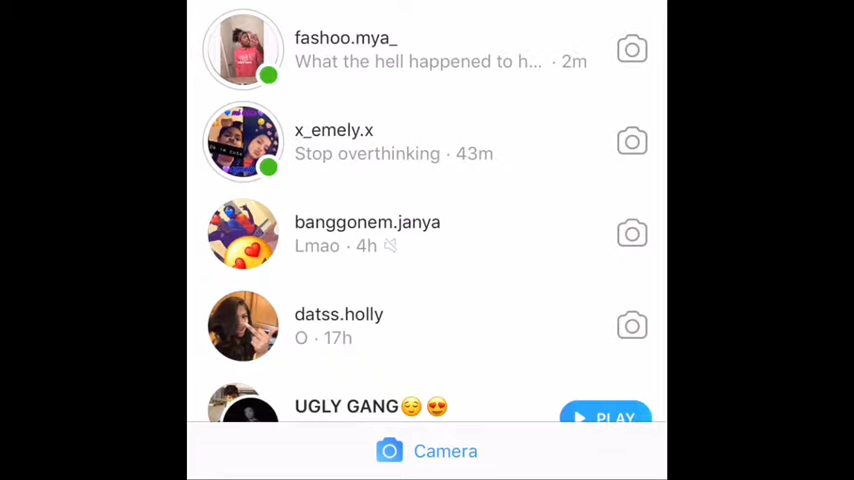 fashoo.mya_
What the hell happened to h... · 2m
x_emely.x
Stop overthinking · 43m
banggonem.janya
Lmao · 4h
datss.holly
O · 17h
UGLY GANG😌😍
PLAY
Camera